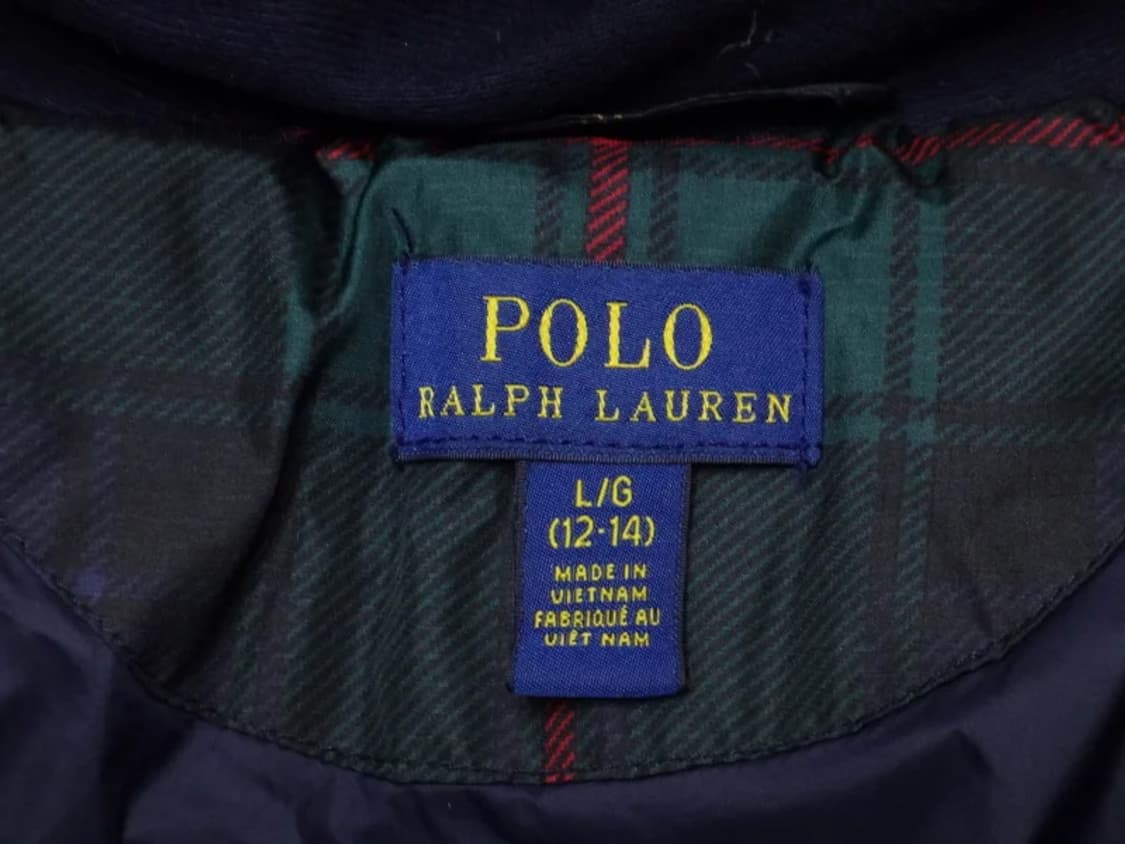 POLO
RALPH LAUREN
L/G
(12-14)
MADE IN
VIETNAM
FABRIQUÉ AU
VIÊT NAM